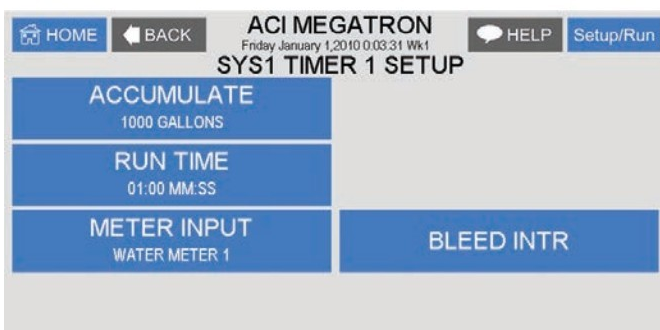 HOME
BACK
ACI MEGATRON
Friday January 1,2010 0:03:31 Wk1
HELP
Setup/Run
SYS1 TIMER 1 SETUP
ACCUMULATE
1000 GALLONS
RUN TIME
01:00 MM:SS
METER INPUT
WATER METER 1
BLEED INTR